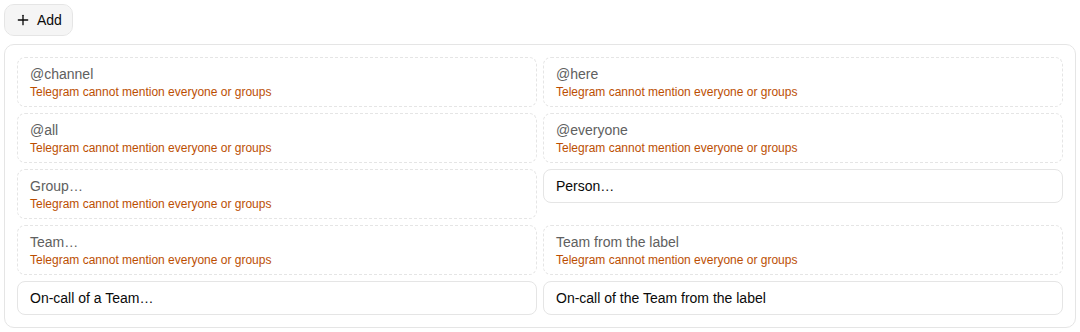 Add
@channel
Telegram cannot mention everyone or groups
@here
Telegram cannot mention everyone or groups
@all
Telegram cannot mention everyone or groups
@everyone
Telegram cannot mention everyone or groups
Group…
Telegram cannot mention everyone or groups
Person…
Team…
Telegram cannot mention everyone or groups
Team from the label
Telegram cannot mention everyone or groups
On-call of a Team…
On-call of the Team from the label